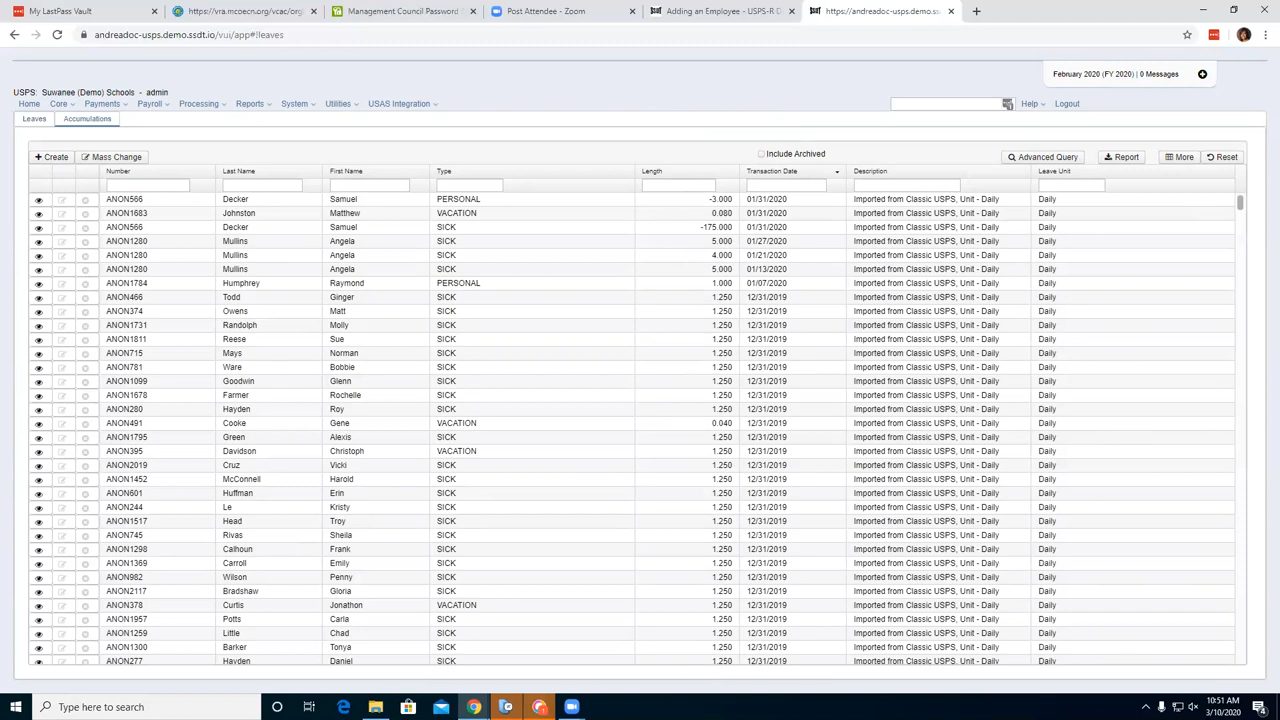 My LastPass Vault
https://vra.mcoecn.org/vcac/org/
Management Council Password
Post Attendee - Zoom
Adding an Employee - USPS-R D
https://andreadoc-usps.demo.ss
andreadoc-usps.demo.ssdt.io/vui/app#!leaves
February 2020 (FY 2020) | 0 Messages
USPS: Suwanee (Demo) Schools - admin
Home Core Payments Payroll Processing Reports System Utilities USAS Integration Help Logout
Leaves Accumulations
Create Mass Change Include Archived Advanced Query Report More Reset
Number Last Name First Name Type Length Transaction Date Description Leave Unit
ANON566 Decker Samuel PERSONAL -3.000 01/31/2020 Imported from Classic USPS, Unit - Daily Daily
ANON1683 Johnston Matthew VACATION 0.080 01/31/2020 Imported from Classic USPS, Unit - Daily Daily
ANON566 Decker Samuel SICK -175.000 01/31/2020 Imported from Classic USPS, Unit - Daily Daily
ANON1280 Mullins Angela SICK 5.000 01/27/2020 Imported from Classic USPS, Unit - Daily Daily
ANON1280 Mullins Angela SICK 4.000 01/21/2020 Imported from Classic USPS, Unit - Daily Daily
ANON1280 Mullins Angela SICK 5.000 01/13/2020 Imported from Classic USPS, Unit - Daily Daily
ANON1784 Humphrey Raymond PERSONAL 1.000 01/07/2020 Imported from Classic USPS, Unit - Daily Daily
ANON466 Todd Ginger SICK 1.250 12/31/2019 Imported from Classic USPS, Unit - Daily Daily
ANON374 Owens Matt SICK 1.250 12/31/2019 Imported from Classic USPS, Unit - Daily Daily
ANON1731 Randolph Molly SICK 1.250 12/31/2019 Imported from Classic USPS, Unit - Daily Daily
ANON1811 Reese Sue SICK 1.250 12/31/2019 Imported from Classic USPS, Unit - Daily Daily
ANON715 Mays Norman SICK 1.250 12/31/2019 Imported from Classic USPS, Unit - Daily Daily
ANON781 Ware Bobbie SICK 1.250 12/31/2019 Imported from Classic USPS, Unit - Daily Daily
ANON1099 Goodwin Glenn SICK 1.250 12/31/2019 Imported from Classic USPS, Unit - Daily Daily
ANON1678 Farmer Rochelle SICK 1.250 12/31/2019 Imported from Classic USPS, Unit - Daily Daily
ANON280 Hayden Roy SICK 1.250 12/31/2019 Imported from Classic USPS, Unit - Daily Daily
ANON491 Cooke Gene VACATION 0.040 12/31/2019 Imported from Classic USPS, Unit - Daily Daily
ANON1795 Green Alexis SICK 1.250 12/31/2019 Imported from Classic USPS, Unit - Daily Daily
ANON395 Davidson Christoph VACATION 1.250 12/31/2019 Imported from Classic USPS, Unit - Daily Daily
ANON2019 Cruz Vicki SICK 1.250 12/31/2019 Imported from Classic USPS, Unit - Daily Daily
ANON1452 McConnell Harold SICK 1.250 12/31/2019 Imported from Classic USPS, Unit - Daily Daily
ANON601 Huffman Erin SICK 1.250 12/31/2019 Imported from Classic USPS, Unit - Daily Daily
ANON244 Le Kristy SICK 1.250 12/31/2019 Imported from Classic USPS, Unit - Daily Daily
ANON1517 Head Troy SICK 1.250 12/31/2019 Imported from Classic USPS, Unit - Daily Daily
ANON745 Rivas Sheila SICK 1.250 12/31/2019 Imported from Classic USPS, Unit - Daily Daily
ANON1298 Calhoun Frank SICK 1.250 12/31/2019 Imported from Classic USPS, Unit - Daily Daily
ANON1369 Carroll Emily SICK 1.250 12/31/2019 Imported from Classic USPS, Unit - Daily Daily
ANON982 Wilson Penny SICK 1.250 12/31/2019 Imported from Classic USPS, Unit - Daily Daily
ANON2117 Bradshaw Gloria SICK 1.250 12/31/2019 Imported from Classic USPS, Unit - Daily Daily
ANON378 Curtis Jonathon VACATION 1.250 12/31/2019 Imported from Classic USPS, Unit - Daily Daily
ANON1957 Potts Carla SICK 1.250 12/31/2019 Imported from Classic USPS, Unit - Daily Daily
ANON1259 Little Chad SICK 1.250 12/31/2019 Imported from Classic USPS, Unit - Daily Daily
ANON1300 Barker Tonya SICK 1.250 12/31/2019 Imported from Classic USPS, Unit - Daily Daily
ANON277 Hayden Daniel SICK 1.250 12/31/2019 Imported from Classic USPS, Unit - Daily Daily
Type here to search
10:51 AM
3/10/2020
4